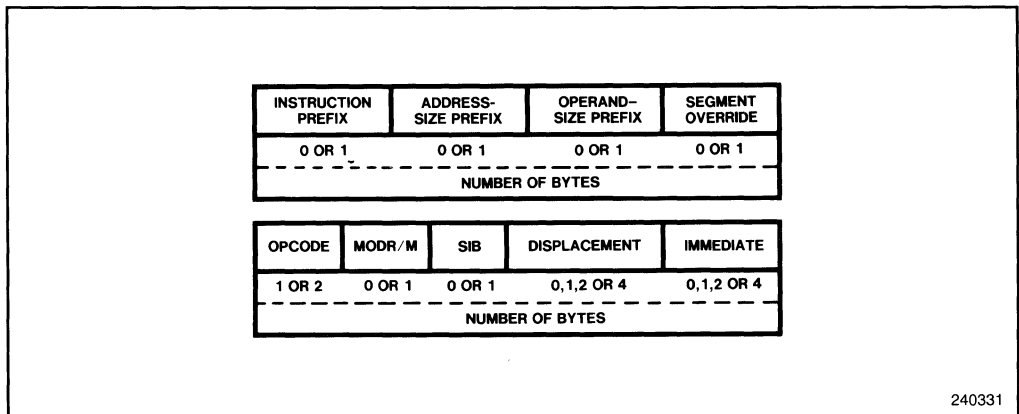 INSTRUCTION PREFIX ADDRESS- SIZE PREFIX OPERAND– SIZE PREFIX SEGMENT OVERRIDE
0 OR 1 0 OR 1 0 OR 1 0 OR 1
NUMBER OF BYTES
OPCODE MODR/M SIB DISPLACEMENT IMMEDIATE
1 OR 2 0 OR 1 0 OR 1 0,1,2 OR 4 0,1,2 OR 4
NUMBER OF BYTES
240331